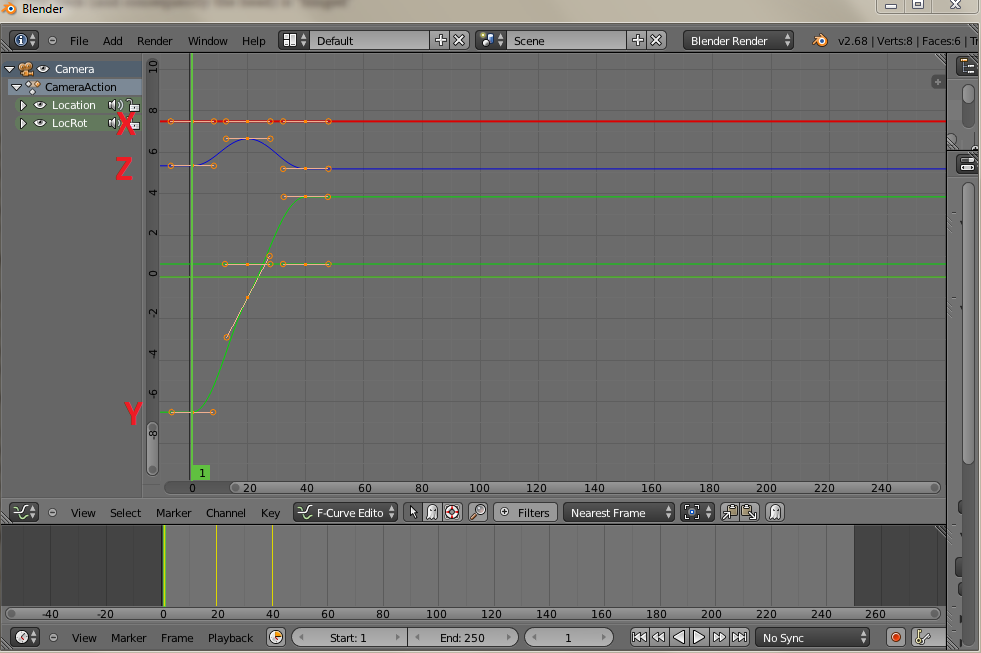 Blender
File Add Render Window Help Default Scene Blender Render v2.68 | Verts:8 | Faces:6 | Tr
Camera
CameraAction
Location
LocRot
X
Z
Y
10
8
6
4
2
0
-2
-4
-6
-8
1
0 20 40 60 80 100 120 140 160 180 200 220 240
View Select Marker Channel Key F-Curve Edito Filters Nearest Frame
-40 -20 0 20 40 60 80 100 120 140 160 180 200 220 240 260
View Marker Frame Playback Start: 1 End: 250 1 No Sync